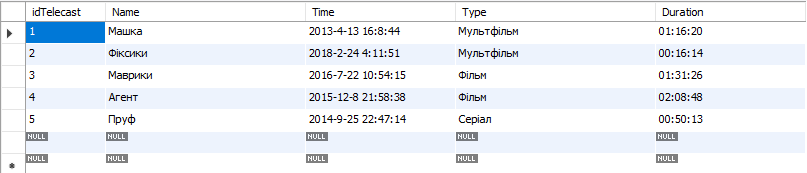 idTelecast Name Time Type Duration
1 Машка 2013-4-13 16:8:44 Мультфільм 01:16:20
2 Фіксики 2018-2-24 4:11:51 Мультфільм 00:16:14
3 Маврики 2016-7-22 10:54:15 Фільм 01:31:26
4 Агент 2015-12-8 21:58:38 Фільм 02:08:48
5 Пруф 2014-9-25 22:47:14 Серіал 00:50:13
NULL NULL NULL NULL NULL
NULL NULL NULL NULL NULL